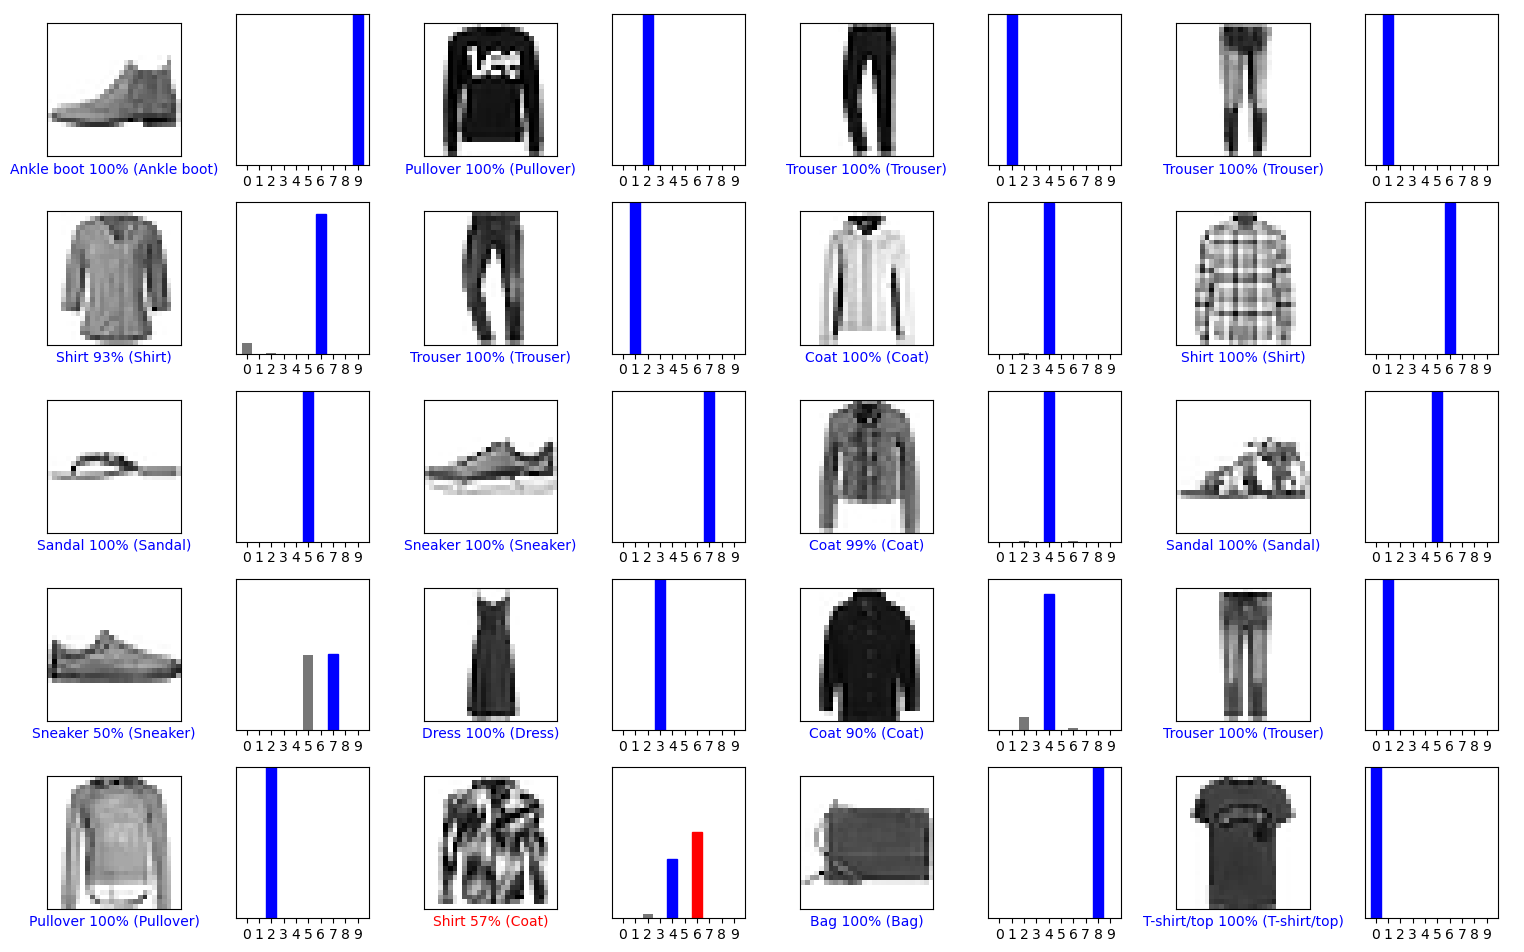 Lee
0 1 2 3 4 5 6 7 8 9
0 1 2 3 4 5 6 7 8 9
0 1 2 3 4 5 6 7 8 9
0 1 2 3 4 5 6 7 8 9
Ankle boot 100% (Ankle boot)
Pullover 100% (Pullover)
Trouser 100% (Trouser)
Trouser 100% (Trouser)
0 1 2 3 4 5 6 7 8 9
0 1 2 3 4 5 6 7 8 9
0 1 2 3 4 5 6 7 8 9
0 1 2 3 4 5 6 7 8 9
Shirt 93% (Shirt)
Trouser 100% (Trouser)
Coat 100% (Coat)
Shirt 100% (Shirt)
0 1 2 3 4 5 6 7 8 9
0 1 2 3 4 5 6 7 8 9
0 1 2 3 4 5 6 7 8 9
0 1 2 3 4 5 6 7 8 9
Sandal 100% (Sandal)
Sneaker 100% (Sneaker)
Coat 99% (Coat)
Sandal 100% (Sandal)
0 1 2 3 4 5 6 7 8 9
0 1 2 3 4 5 6 7 8 9
0 1 2 3 4 5 6 7 8 9
0 1 2 3 4 5 6 7 8 9
Sneaker 50% (Sneaker)
Dress 100% (Dress)
Coat 90% (Coat)
Trouser 100% (Trouser)
0 1 2 3 4 5 6 7 8 9
0 1 2 3 4 5 6 7 8 9
0 1 2 3 4 5 6 7 8 9
0 1 2 3 4 5 6 7 8 9
Pullover 100% (Pullover)
Shirt 57% (Coat)
Bag 100% (Bag)
T-shirt/top 100% (T-shirt/top)